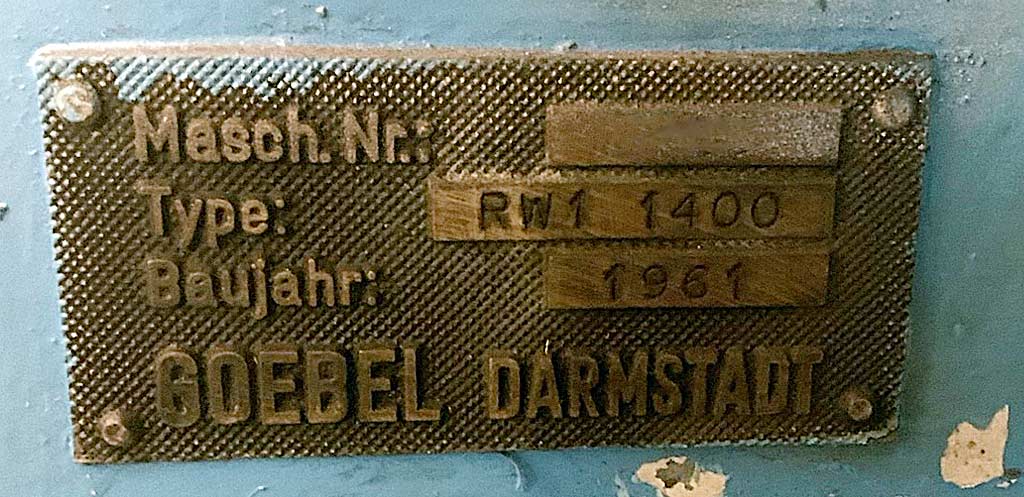 Masch. Nr.:
Type: RW1 1400
Baujahr: 1961
GOEBEL DARMSTADT